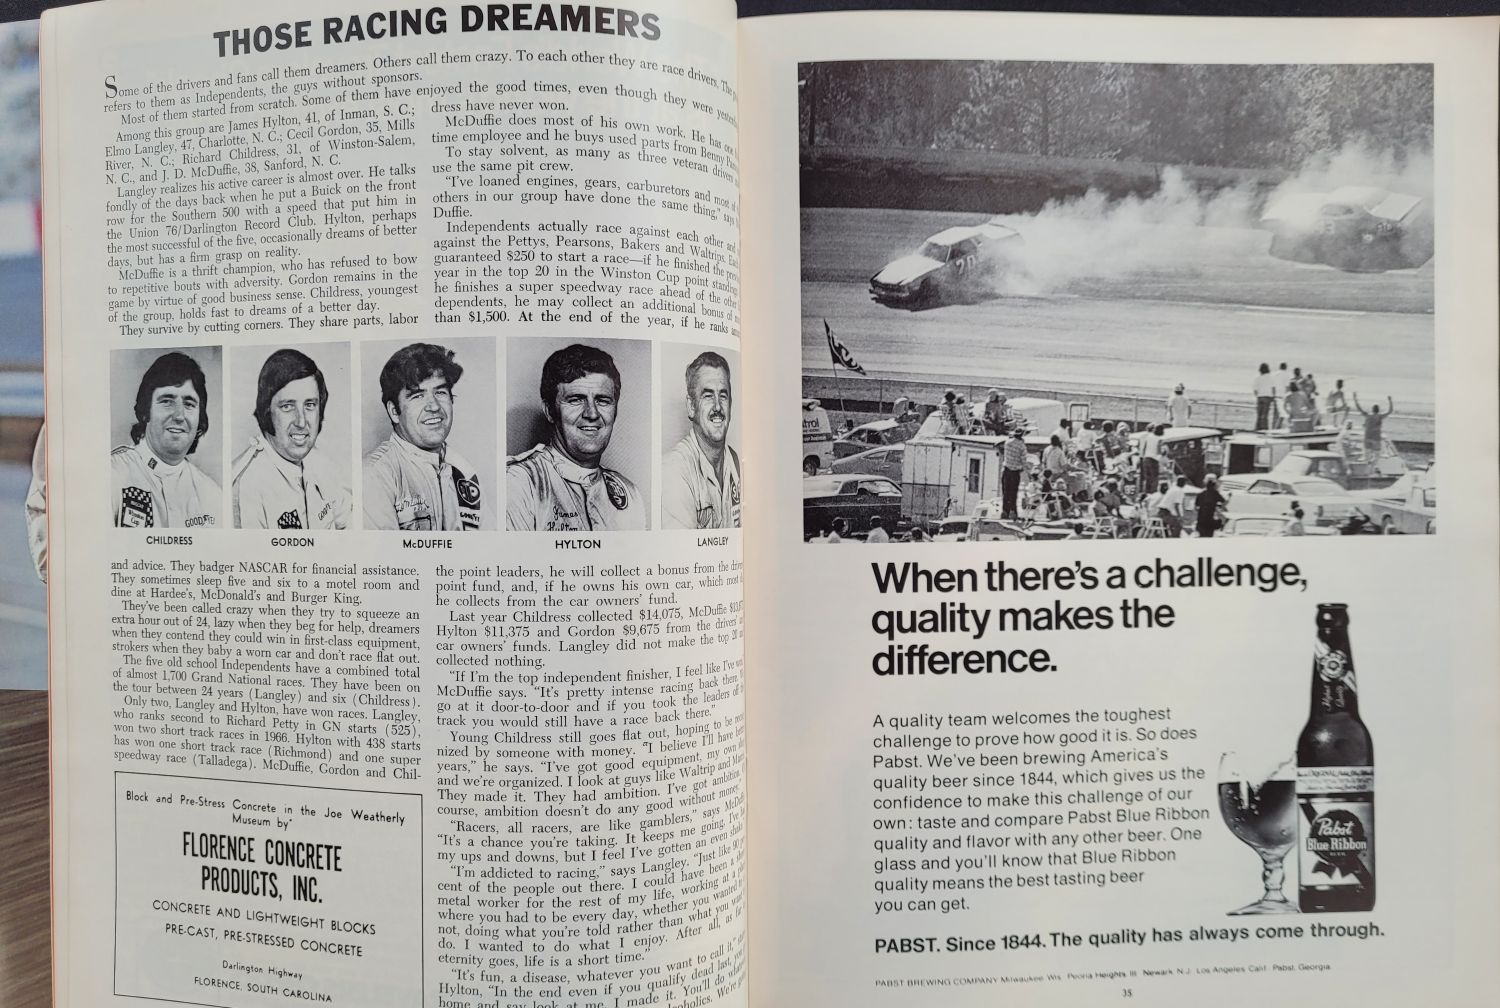 THOSE RACING DREAMERS
Some of the drivers and fans call them dreamers. Others call them crazy. To each other they are race drivers. The
refers to them as Independents, the guys without sponsors.
Most of them started from scratch. Some of them have enjoyed the good times, even though they were
Among this group are James Hylton, 41, of Inman, S. C.;
Elmo Langley, 47, Charlotte, N. C.; Cecil Gordon, 35, Mills
River, N. C.; Richard Childress, 31, of Winston-Salem,
N. C., and J. D. McDuffie, 38, Sanford, N. C.
Langley realizes his active career is almost over. He talks
fondly of the days back when he put a Buick on the front
row for the Southern 500 with a speed that put him in
the Union 76/Darlington Record Club. Hylton, perhaps
the most successful of the five, occasionally dreams of better
days, but has a firm grasp on reality.
McDuffie is a thrift champion, who has refused to bow
to repetitive bouts with adversity. Gordon remains in the
game by virtue of good business sense. Childress, youngest
of the group, holds fast to dreams of a better day.
They survive by cutting corners. They share parts, labor
dress have never won.
McDuffie does most of his own work. He has one
time employee and he buys used parts from Benny
To stay solvent, as many as three veteran drivers
use the same pit crew.
"I've loaned engines, gears, carburetors and most of
others in our group have done the same thing," says
Duffie.
Independents actually race against each other and
against the Pettys, Pearsons, Bakers and Waltrips.
guaranteed $250 to start a race—if he finished the
year in the top 20 in the Winston Cup point
he finishes a super speedway race ahead of the other
dependents, he may collect an additional bonus of
than $1,500. At the end of the year, if he ranks
CHILDRESS
GORDON
McDUFFIE
HYLTON
LANGLEY
Winston
Cup
GOODYE
James
Hylton
and advice. They badger NASCAR for financial assistance.
They sometimes sleep five and six to a motel room and
dine at Hardee's, McDonald's and Burger King.
They've been called crazy when they try to squeeze an
extra hour out of 24, lazy when they beg for help, dreamers
when they contend they could win in first-class equipment,
strokers when they baby a worn car and don't race flat out.
The five old school Independents have a combined total
of almost 1,700 Grand National races. They have been on
the tour between 24 years (Langley) and six (Childress).
Only two, Langley and Hylton, have won races. Langley,
who ranks second to Richard Petty in GN starts (525),
won two short track races in 1966. Hylton with 438 starts
has won one short track race (Richmond) and one super
speedway race (Talladega). McDuffie, Gordon and Chil-
Block and Pre-Stress Concrete in the Joe Weatherly
Museum by
FLORENCE CONCRETE
PRODUCTS, INC.
CONCRETE AND LIGHTWEIGHT BLOCKS
PRE-CAST, PRE-STRESSED CONCRETE
Darlington Highway
FLORENCE, SOUTH CAROLINA
the point leaders, he will collect a bonus from the
point fund, and, if he owns his own car, which most
he collects from the car owners' fund.
Last year Childress collected $14,075, McDuffie
Hylton $11,375 and Gordon $9,675 from the drivers'
car owners' funds. Langley did not make the top 20
collected nothing.
"If I'm the top independent finisher, I feel like I've
McDuffie says. "It's pretty intense racing back there.
go at it door-to-door and if you took the leaders off
track you would still have a race back there."
Young Childress still goes flat out, hoping to be
nized by someone with money. "I believe I'll have
years," he says. "I've got good equipment, my own
and we're organized. I look at guys like Waltrip and
They made it. They had ambition. I've got ambition.
course, ambition doesn't do any good without money."
"Racers, all racers, are like gamblers," says
"It's a chance you're taking. It keeps me going. I've
my ups and downs, but I feel I've gotten an even
"I'm addicted to racing," says Langley. "Just like 90
cent of the people out there. I could have been a
metal worker for the rest of my life, working at a
where you had to be every day, whether you wanted
not, doing what you're told rather than what you
do. I wanted to do what I enjoy. After all, as far
eternity goes, life is a short time."
"It's fun, a disease, whatever you want to call it,"
Hylton, "In the end even if you qualify dead last,
home and say look at me, I made it. You'll do
We're
70
trol
When there's a challenge,
quality makes the
difference.
A quality team welcomes the toughest
challenge to prove how good it is. So does
Pabst. We've been brewing America's
quality beer since 1844, which gives us the
confidence to make this challenge of our
own: taste and compare Pabst Blue Ribbon
quality and flavor with any other beer. One
glass and you'll know that Blue Ribbon
quality means the best tasting beer
you can get.
Pabst
Blue Ribbon
BEER
PABST. Since 1844. The quality has always come through.
PABST BREWING COMPANY Milwaukee Wis Peoria Heights Ill Newark N.J. Los Angeles Calif. Pabst, Georgia
35